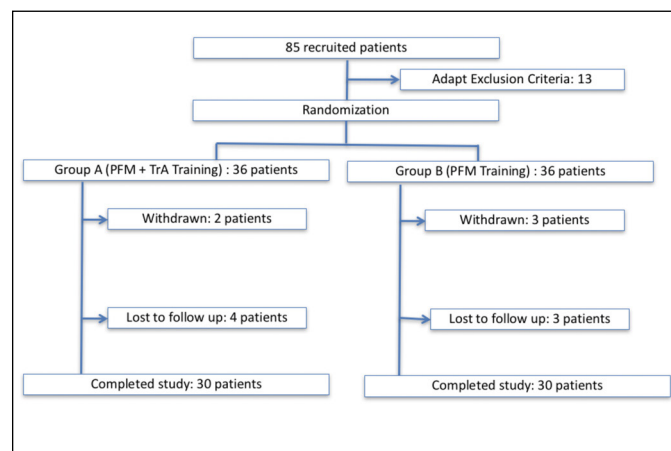 85 recruited patients
Adapt Exclusion Criteria: 13
Randomization
Group A (PFM + TrA Training) : 36 patients
Group B (PFM Training) : 36 patients
Withdrawn: 2 patients
Withdrawn: 3 patients
Lost to follow up: 4 patients
Lost to follow up: 3 patients
Completed study: 30 patients
Completed study: 30 patients